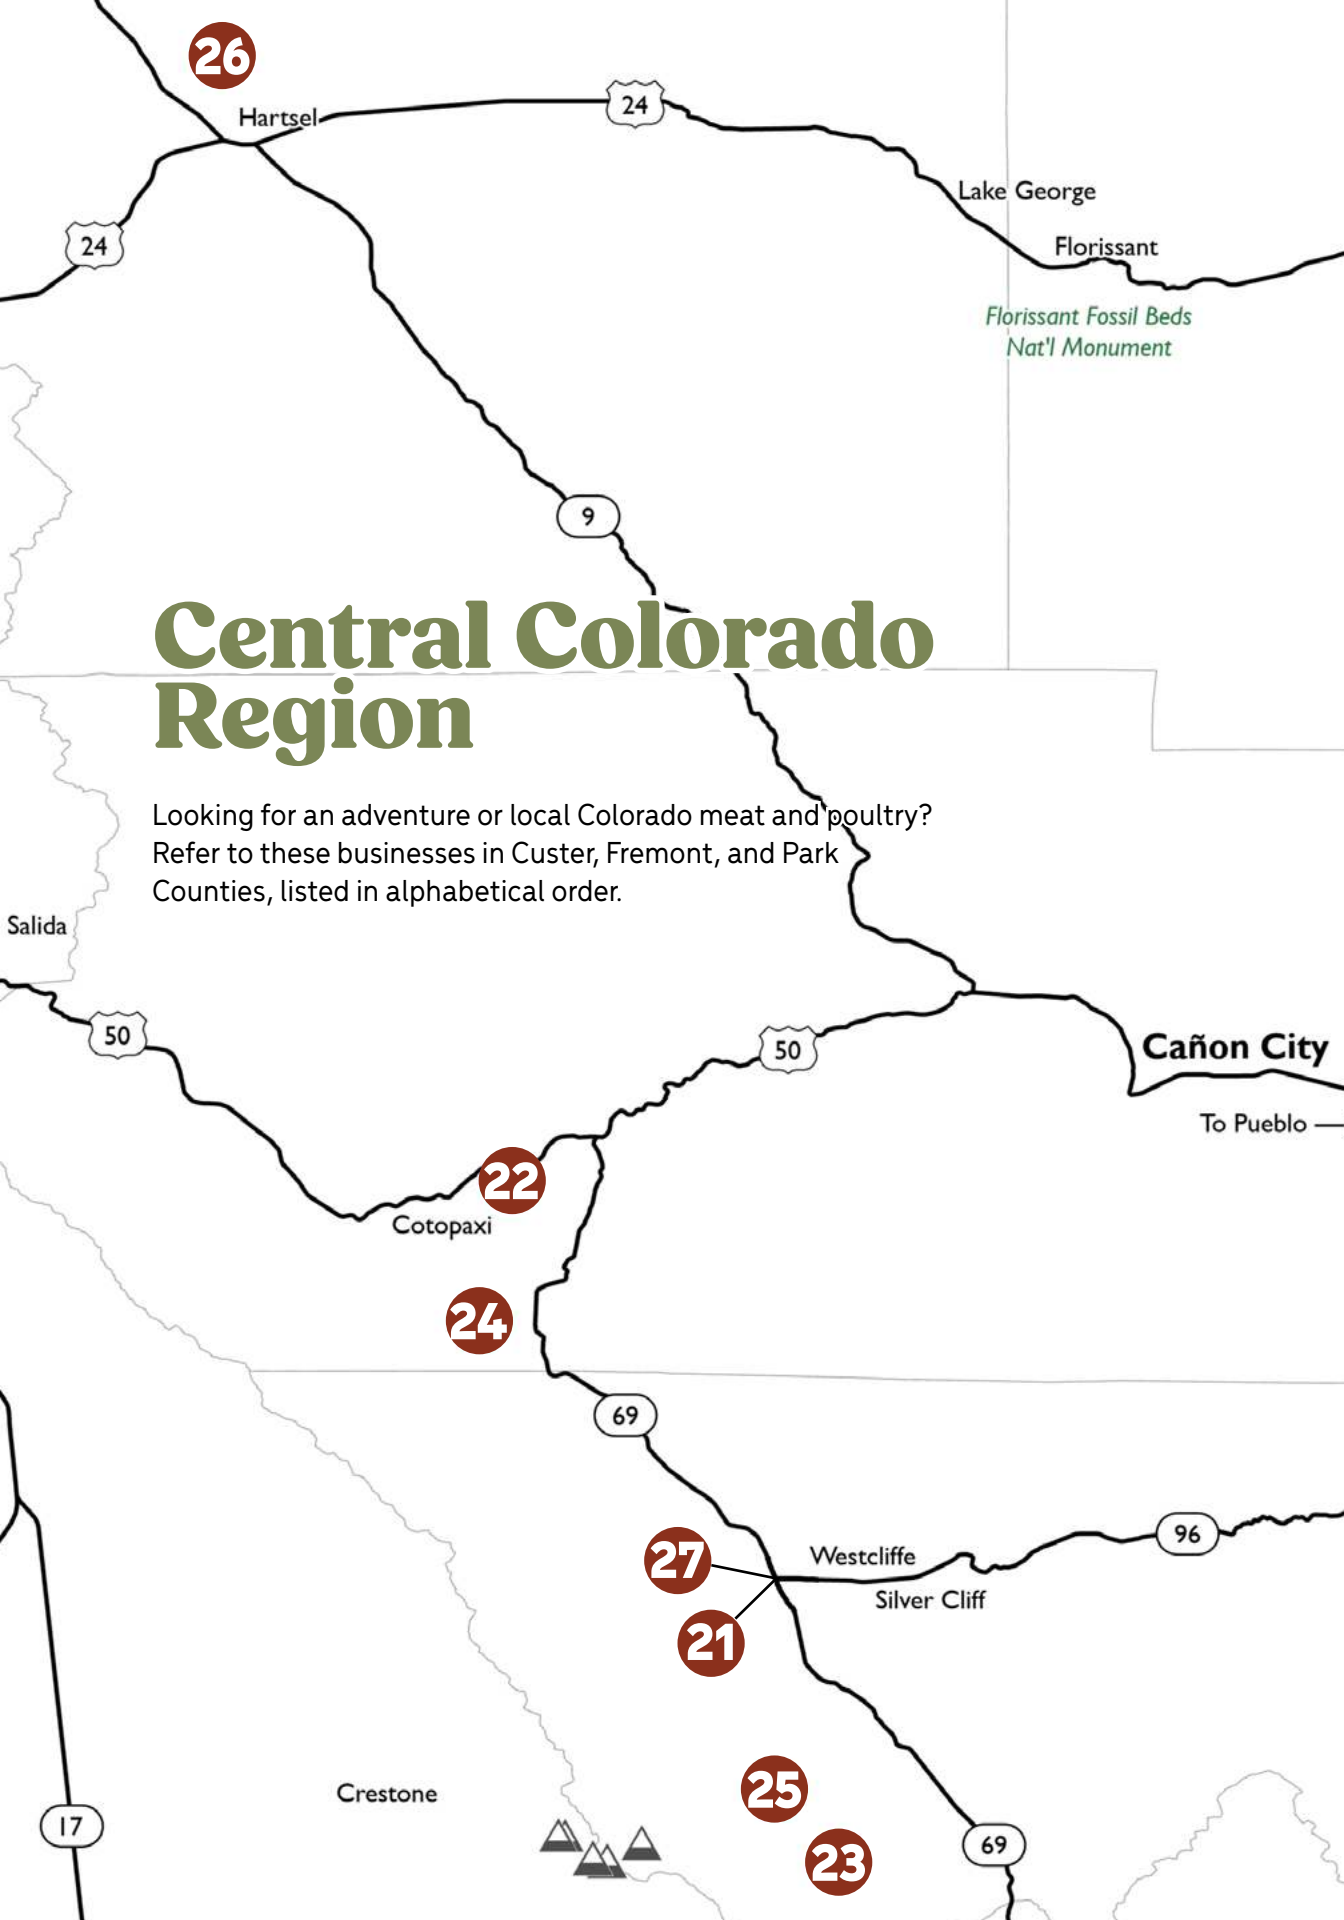 26
Hartsel
24
Lake George
24
Florissant
Florissant Fossil Beds
Nat'l Monument
9
Central Colorado
Region
Looking for an adventure or local Colorado meat and poultry?
Refer to these businesses in Custer, Fremont, and Park
Counties, listed in alphabetical order.
Salida
50
50
Cañon City
To Pueblo
22
Cotopaxi
24
69
96
27
Westcliffe
Silver Cliff
21
25
Crestone
17
69
23